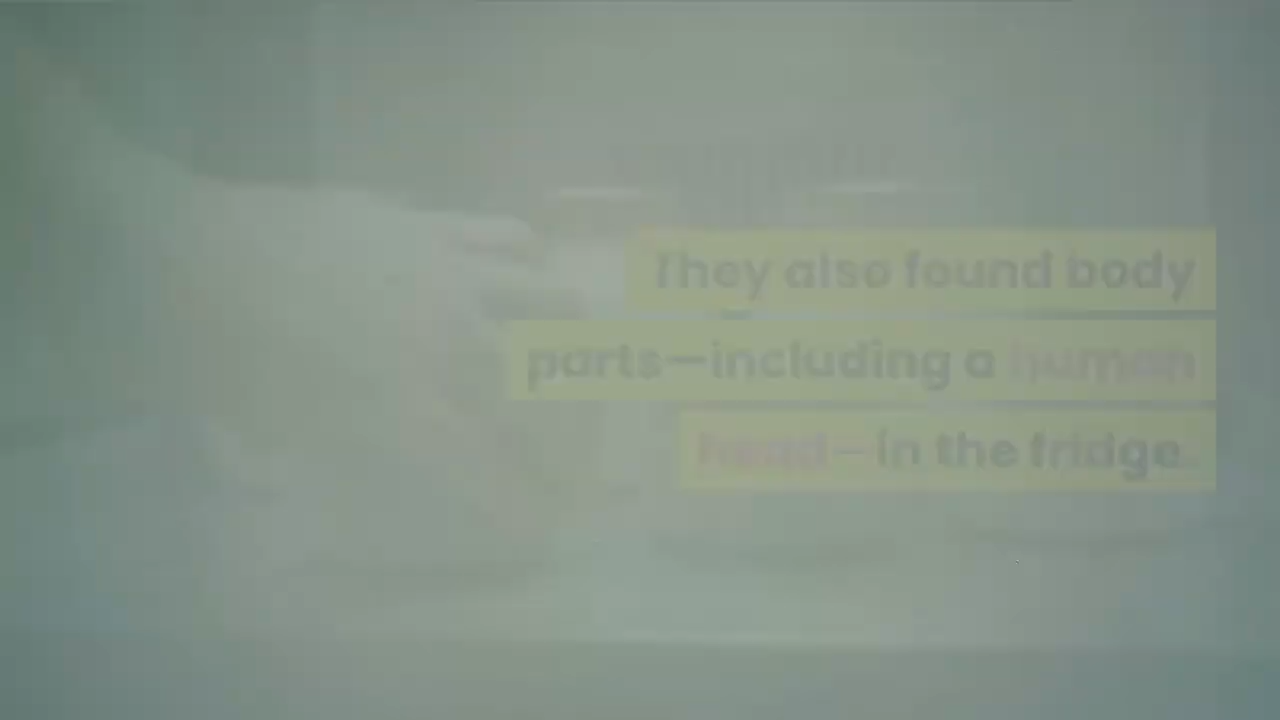 They also found body
parts—including a human
head—in the fridge.